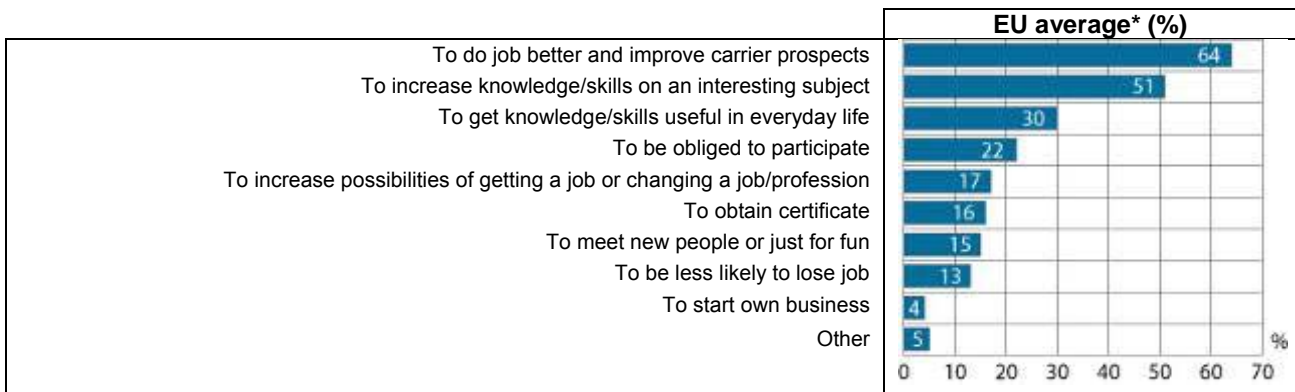 EU average* (%)
To do job better and improve carrier prospects 64
To increase knowledge/skills on an interesting subject 51
To get knowledge/skills useful in everyday life 30
To be obliged to participate 22
To increase possibilities of getting a job or changing a job/profession 17
To obtain certificate 16
To meet new people or just for fun 15
To be less likely to lose job 13
To start own business 4
Other 5 %
0 10 20 30 40 50 60 70